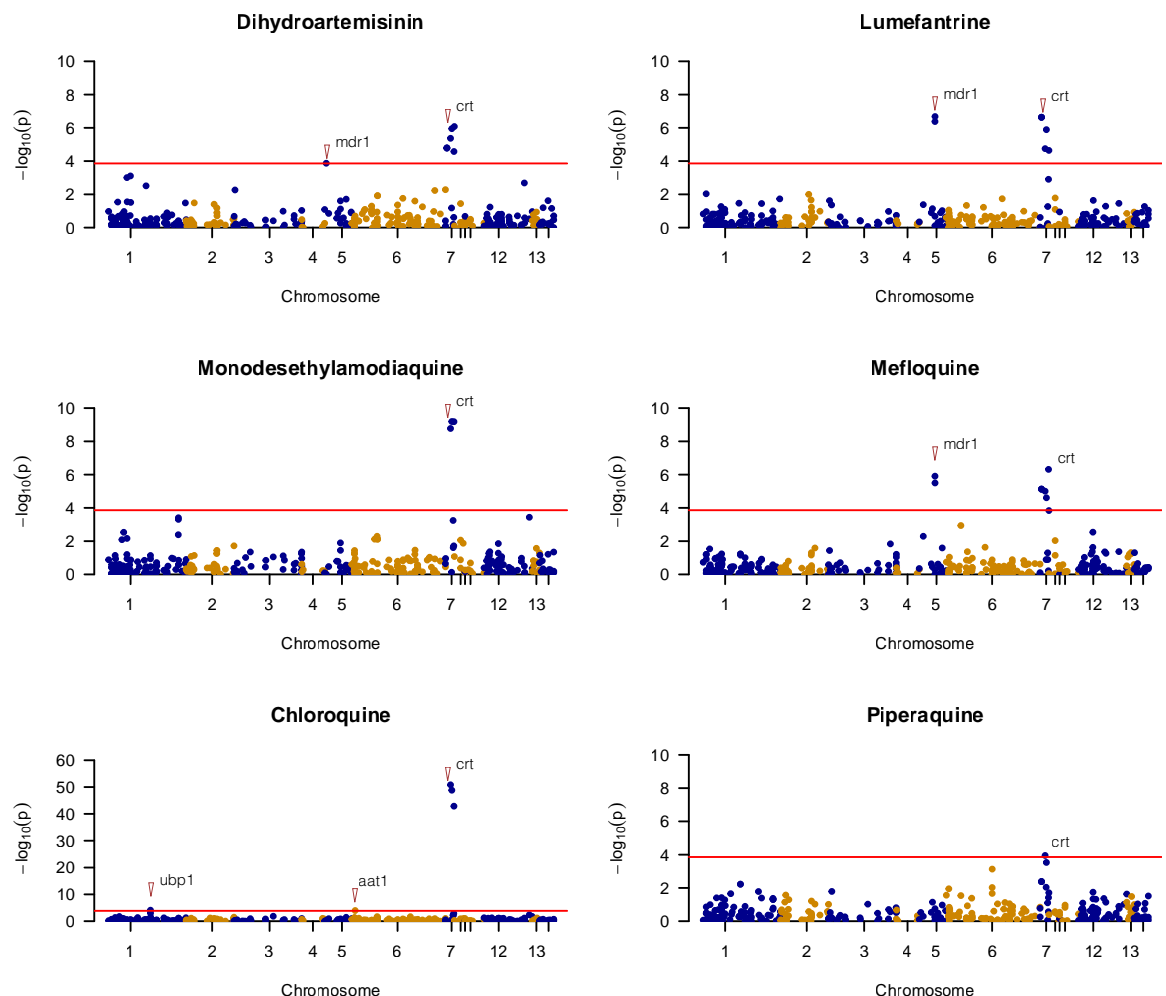 Dihydroartemisinin
Lumefantrine
10
8
6
4
2
0
−log10(p)
mdr1
crt
1 2 3 4 5 6 7 12 13
Chromosome
10
8
6
4
2
0
−log10(p)
mdr1
crt
1 2 3 4 5 6 7 12 13
Chromosome
Monodesethylamodiaquine
Mefloquine
10
8
6
4
2
0
−log10(p)
crt
1 2 3 4 5 6 7 12 13
Chromosome
10
8
6
4
2
0
−log10(p)
mdr1
crt
1 2 3 4 5 6 7 12 13
Chromosome
Chloroquine
Piperaquine
60
50
40
30
20
10
0
−log10(p)
ubp1
aat1
crt
1 2 3 4 5 6 7 12 13
Chromosome
10
8
6
4
2
0
−log10(p)
crt
1 2 3 4 5 6 7 12 13
Chromosome